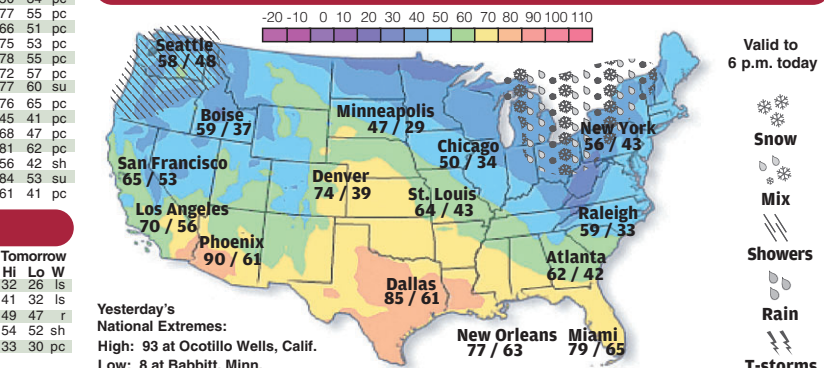 77 55 pc
66 51 pc
75 53 pc
78 55 pc
72 57 pc
77 60 su
76 65 pc
45 41 pc
68 47 pc
81 62 pc
56 42 sh
84 53 su
61 41 pc
Tomorrow
Hi Lo W
32 26 ls
41 32 ls
49 47 r
54 52 sh
33 30 pc
-20 -10 0 10 20 30 40 50 60 70 80 90 100 110
Seattle
58 / 48
Boise
59 / 37
Minneapolis
47 / 29
Chicago
50 / 34
New York
56 / 43
San Francisco
65 / 53
Denver
74 / 39
St. Louis
64 / 43
Los Angeles
70 / 56
Phoenix
90 / 61
Raleigh
59 / 33
Atlanta
62 / 42
Dallas
85 / 61
New Orleans
77 / 63
Miami
79 / 65
Yesterday's
National Extremes:
High: 93 at Ocotillo Wells, Calif.
Low: 8 at Babbitt, Minn.
Valid to
6 p.m. today
Snow
Mix
Showers
Rain
T-storms